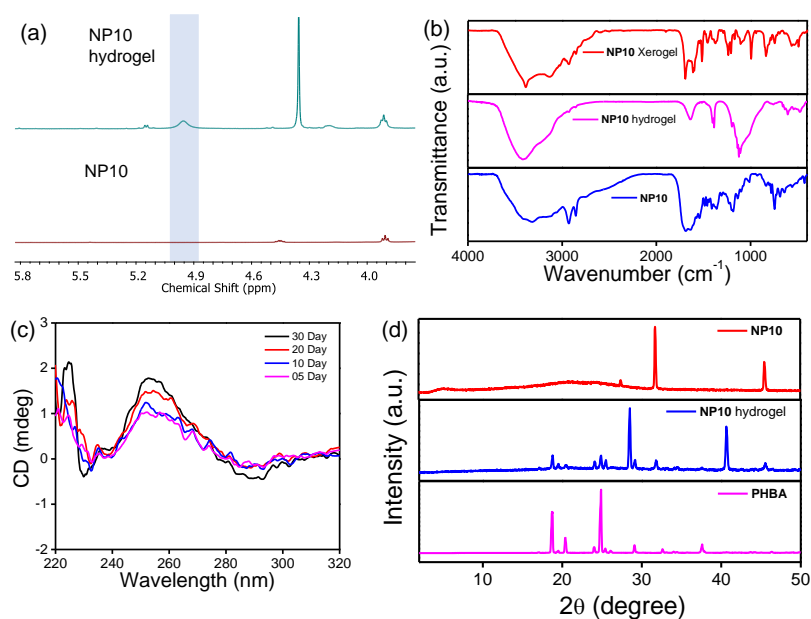 (a)
NP10
hydrogel
NP10
5.8 5.5 5.2 4.9 4.6 4.3 4.0
Chemical Shift (ppm)
(b)
NP10 Xerogel
NP10 hydrogel
NP10
Transmittance (a.u.)
4000 3000 2000 1000
Wavenumber (cm⁻¹)
(c)
30 Day
20 Day
10 Day
05 Day
3
2
1
0
-1
-2
CD (mdeg)
220 240 260 280 300 320
Wavelength (nm)
(d)
NP10
NP10 hydrogel
PHBA
Intensity (a.u.)
10 20 30 40 50
2θ (degree)